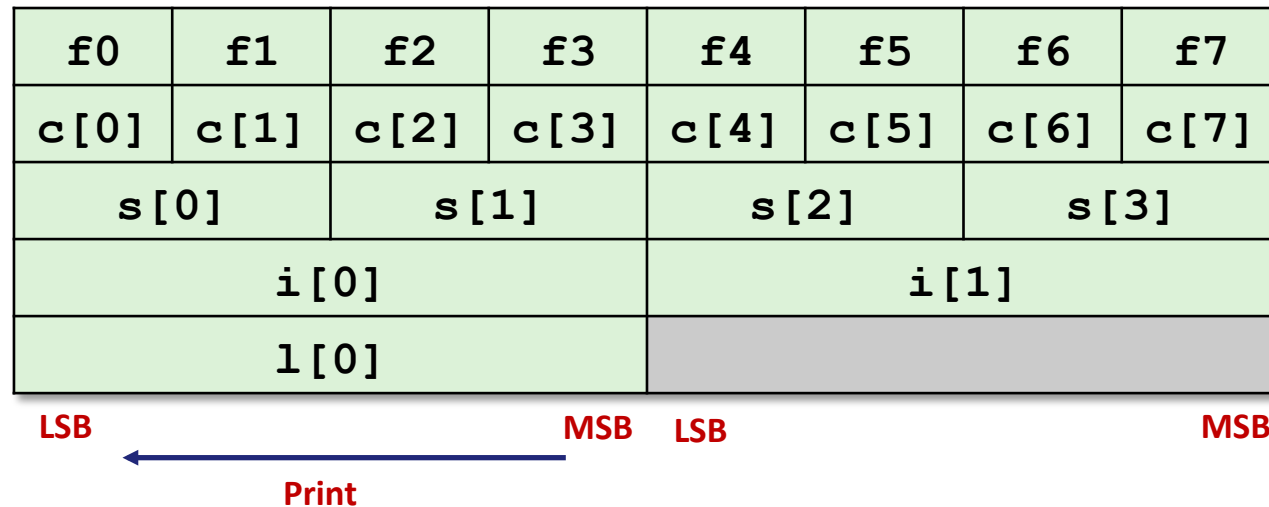 f0 f1 f2 f3 f4 f5 f6 f7
c[0] c[1] c[2] c[3] c[4] c[5] c[6] c[7]
s[0] s[1] s[2] s[3]
i[0] i[1]
l[0]
LSB MSB LSB MSB
Print